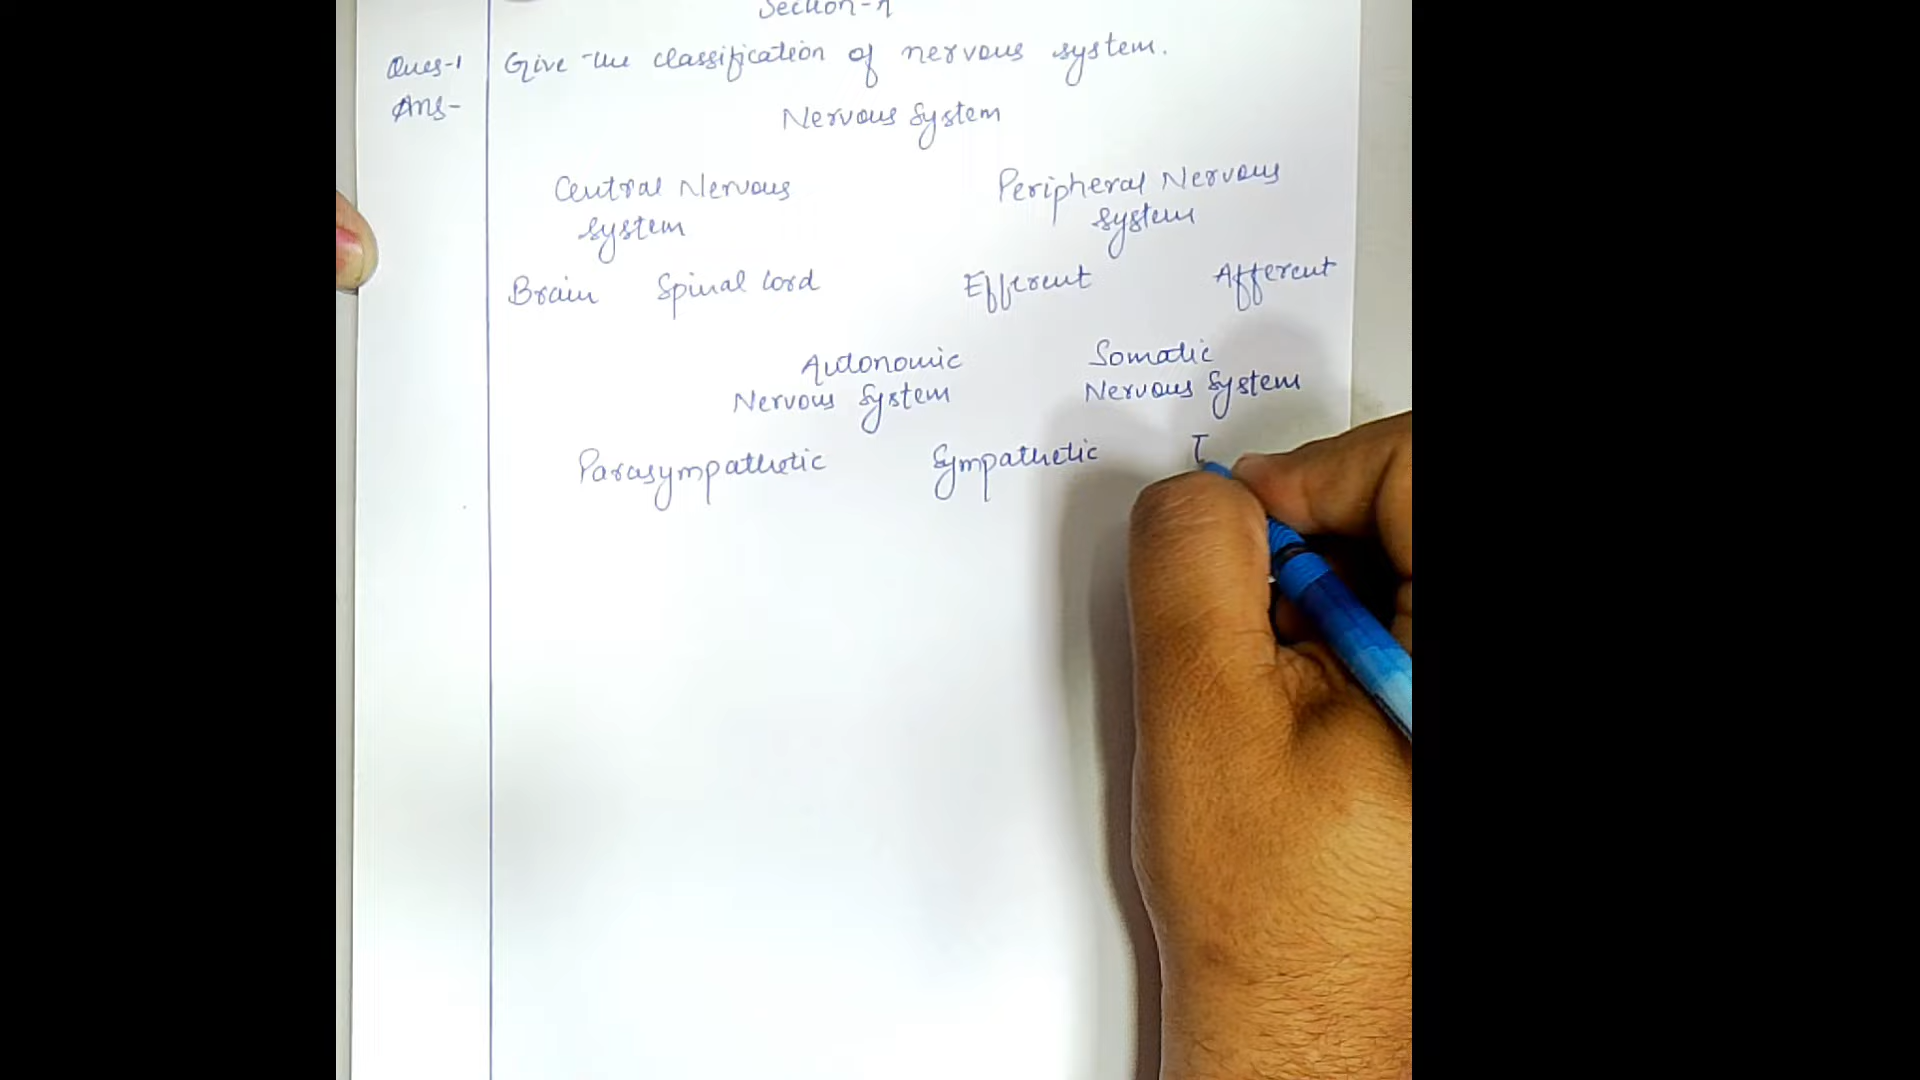 Section-A
Ques-1 Give the classification of nervous system.
Ans-
Nervous System
Central Nervous System
Peripheral Nervous System
Brain Spinal Cord Efferent Afferent
Autonomic Nervous System
Somatic Nervous System
Parasympathetic Sympathetic